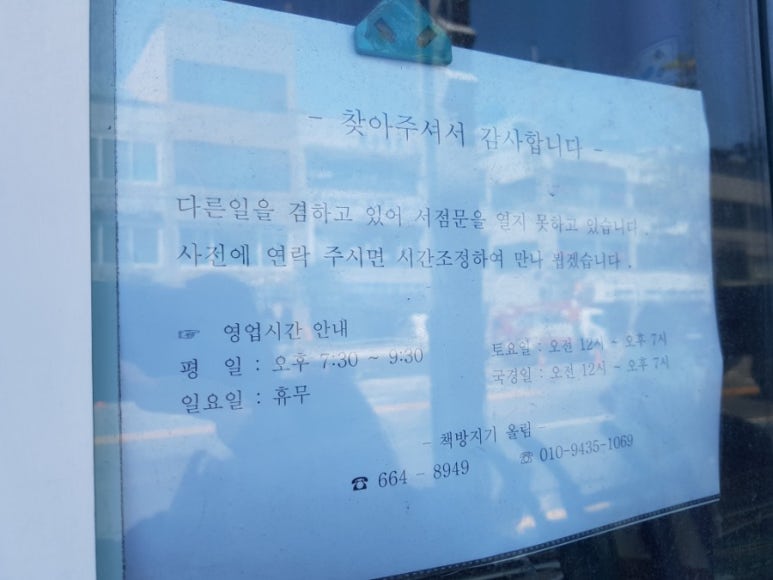 - 찾아주셔서 감사합니다 -
다른일을 겸하고 있어 서점문을 열지 못하고 있습니다.
사전에 연락 주시면 시간조정하여 만나 뵙겠습니다.
☞ 영업시간 안내
평 일 : 오후 7:30 ~ 9:30
일요일 : 휴무
토요일 : 오전 12시 ~ 오후 7시
국경일 : 오전 12시 ~ 오후 7시
- 책방지기 올림 -
☎ 664 - 8949
☏ 010-9435-1069